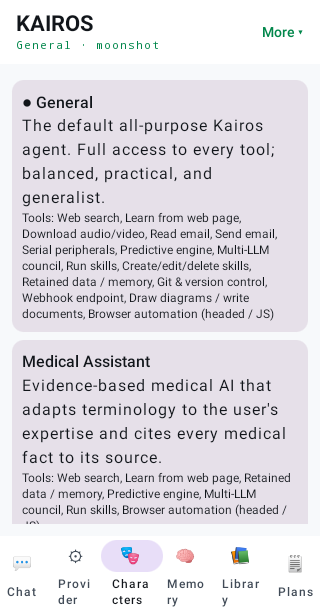 KAIROS
General · moonshot
More ▾
● General
The default all-purpose Kairos
agent. Full access to every tool;
balanced, practical, and
generalist.
Tools: Web search, Learn from web page,
Download audio/video, Read email, Send email,
Serial peripherals, Predictive engine, Multi-LLM
council, Run skills, Create/edit/delete skills,
Retained data / memory, Git & version control,
Webhook endpoint, Draw diagrams / write
documents, Browser automation (headed / JS)
Medical Assistant
Evidence-based medical AI that
adapts terminology to the user's
expertise and cites every medical
fact to its source.
Tools: Web search, Learn from web page, Retained
data / memory, Predictive engine, Multi-LLM
council, Run skills, Browser automation (headed /
JS)
Chat
Provi
der
Chara
cters
Memo
ry
Librar
y
Plans